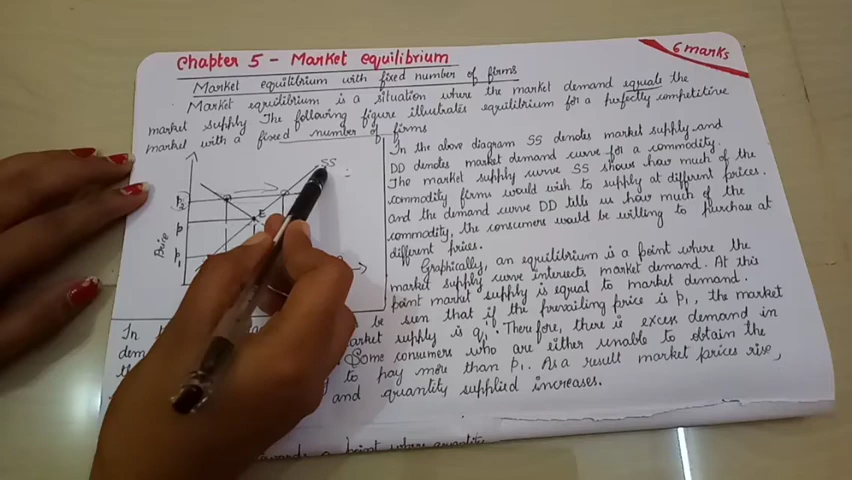 Chapter 5 - Market equilibrium
6 marks
Market equilibrium with fixed number of firms
Market equilibrium is a situation where the market demand equals the
market supply The following figure illustrates equilibrium for a perfectly competitive
market with a fixed number of firms
SS
P2
P
P1
Price
E
In the above diagram SS denotes market supply and
DD denotes market demand curve for a commodity.
The market supply curve SS shows how much of the
commodity firms would wish to supply at different prices.
and the demand curve DD tells us how much of the
commodity, the consumers would be willing to purchase at
different prices.
Graphically, an equilibrium is a point where the
market supply curve intersects market demand. At this
point market supply is equal to market demand.
In
be seen that if the prevailing price is P1, the market
dem
market supply is q1. Therefore, there is excess demand in
Some consumers who are either unable to obtain the
to pay more than P1. As a result market prices rise,
and quantity supplied increases.
towards a point where quantity